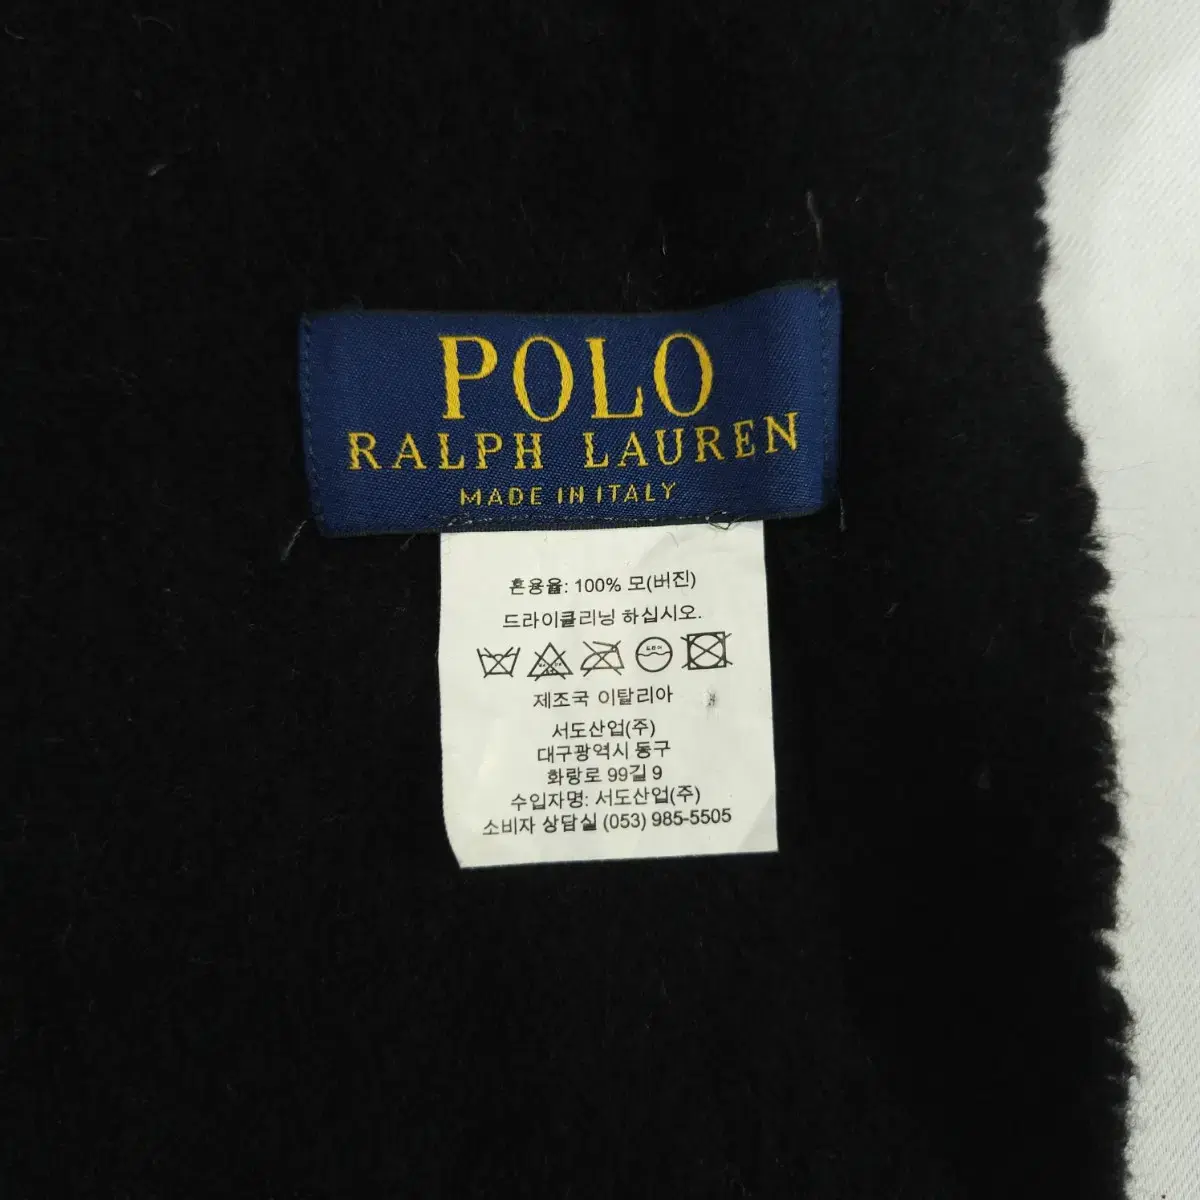 POLO
RALPH LAUREN
MADE IN ITALY
혼용율: 100% 모(버진)
드라이클리닝 하십시오.
제조국 이탈리아
서도산업(주)
대구광역시 동구
화랑로 99길 9
수입자명: 서도산업(주)
소비자 상담실 (053) 985-5505